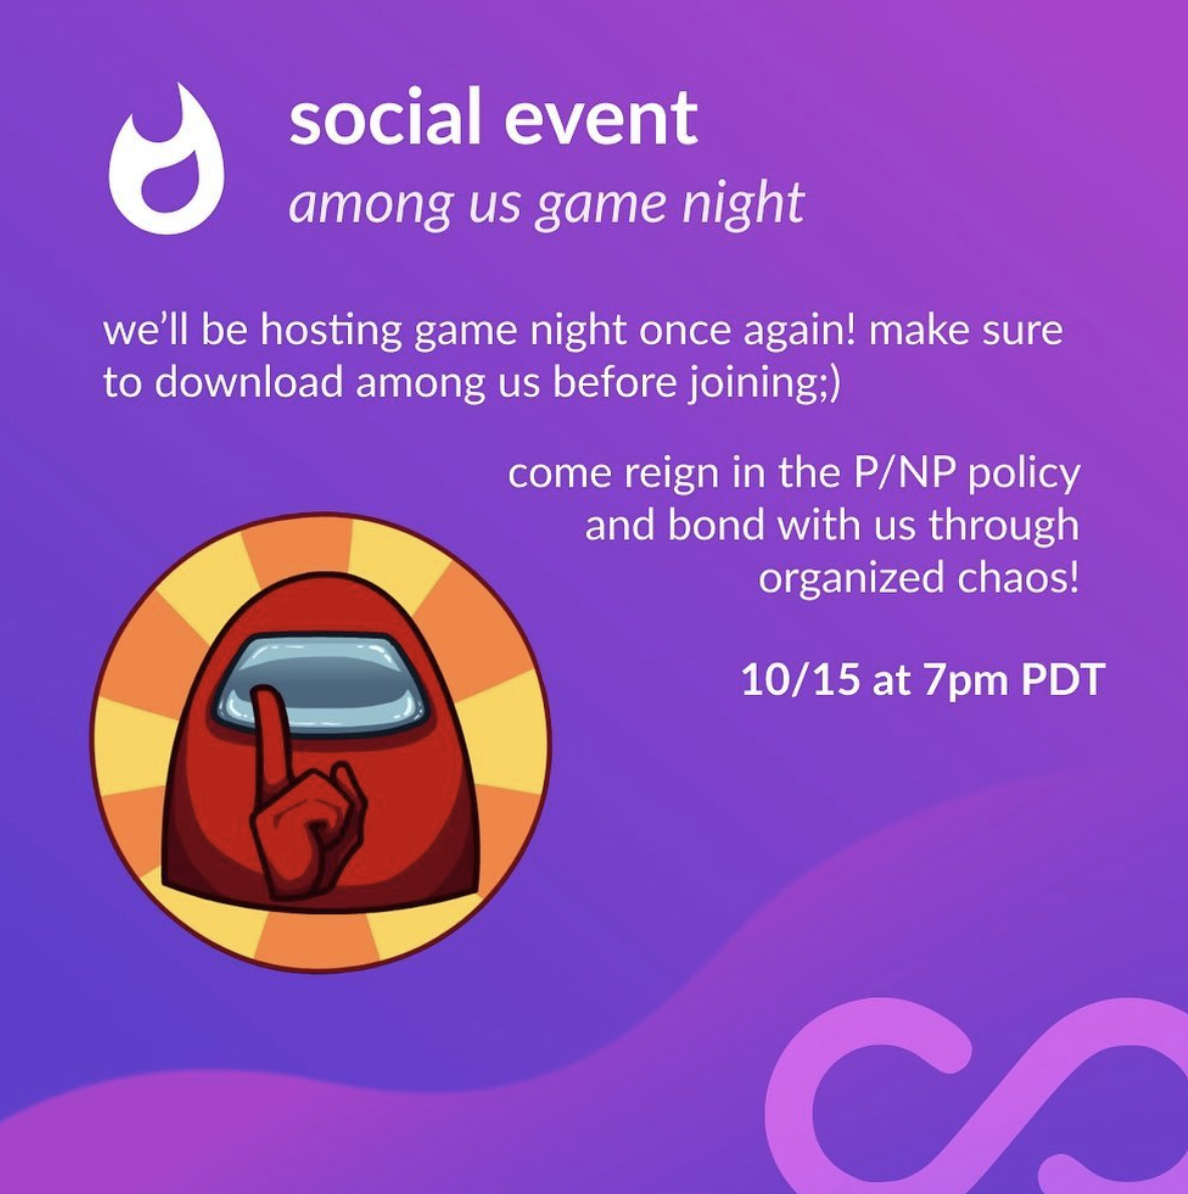 social event
among us game night
we’ll be hosting game night once again! make sure
to download among us before joining;)
come reign in the P/NP policy
and bond with us through
organized chaos!
10/15 at 7pm PDT